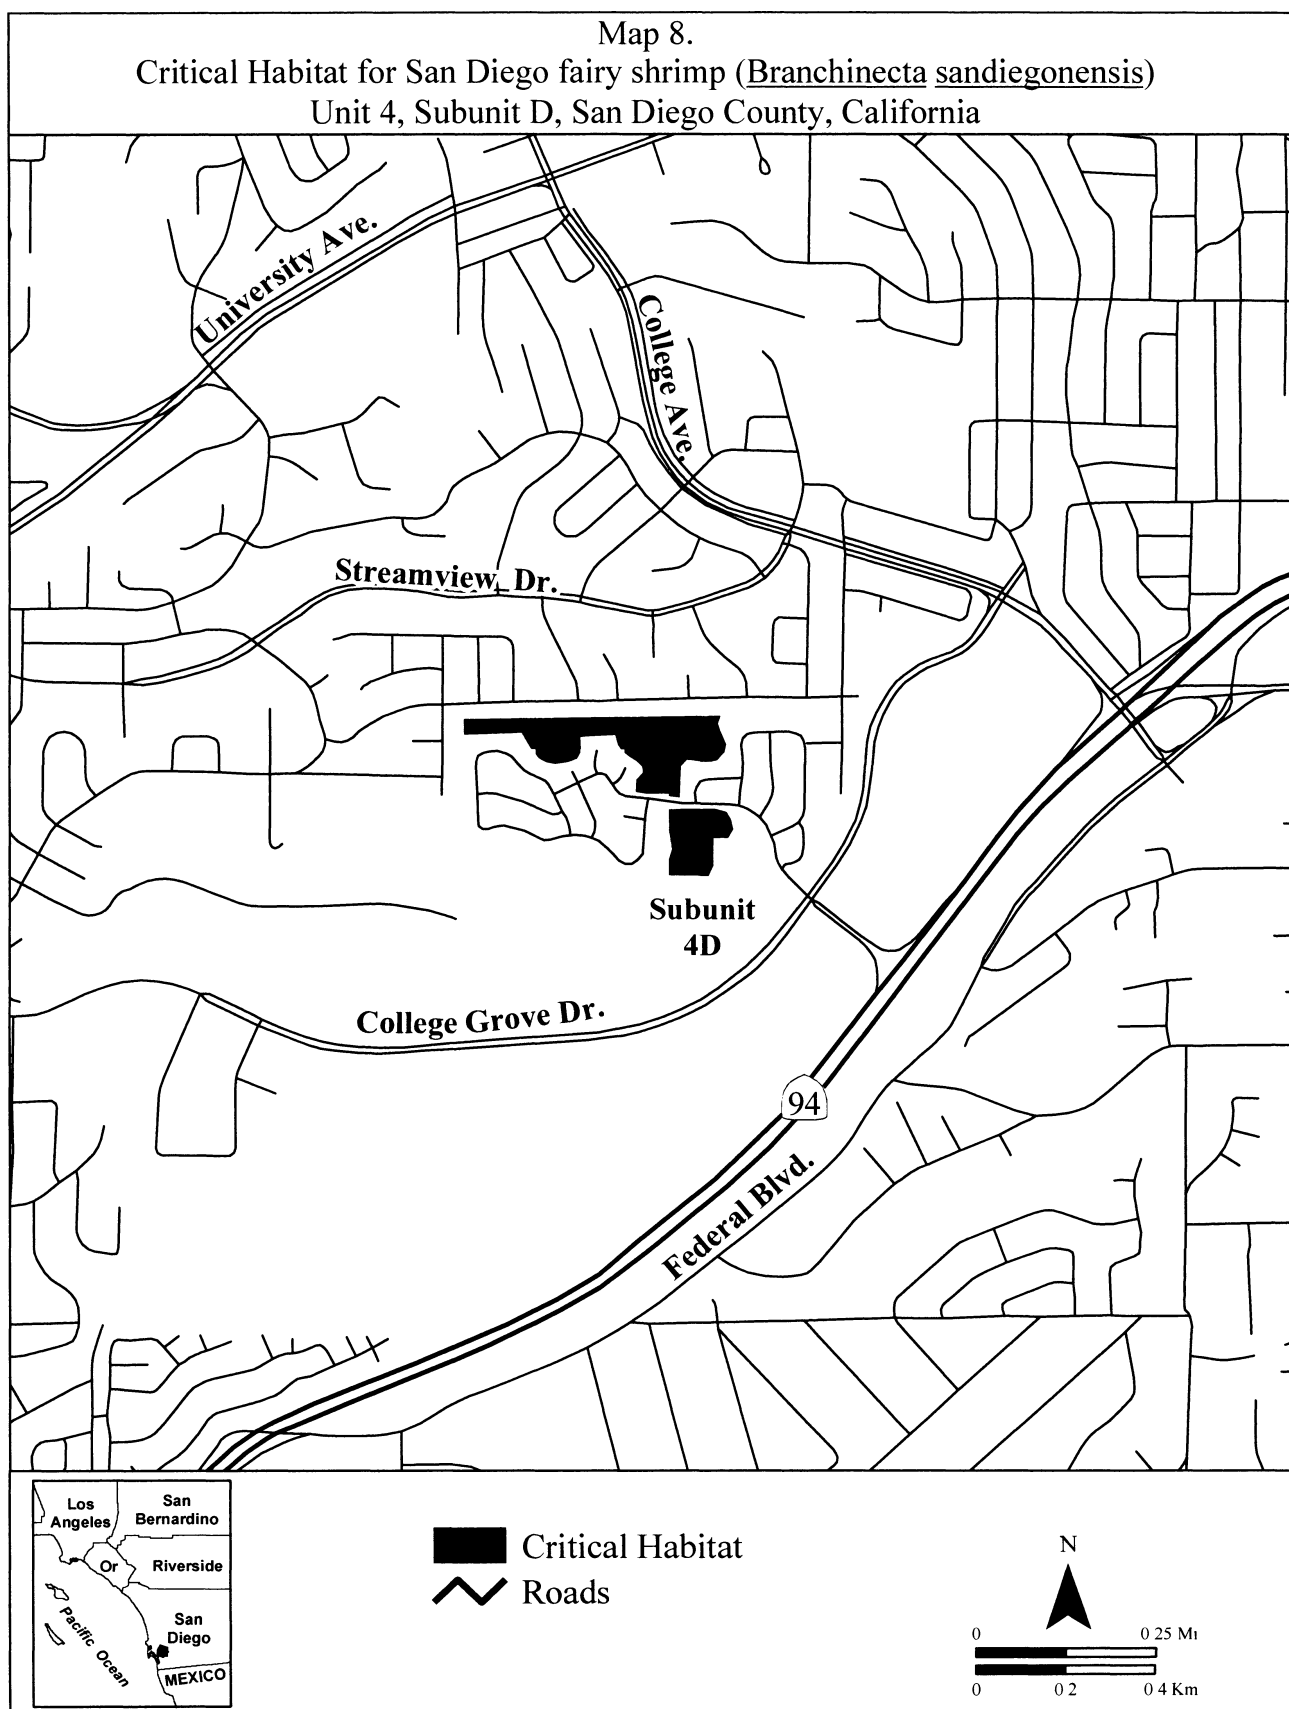 Map 8.
Critical Habitat for San Diego fairy shrimp (Branchinecta sandiegonensis)
Unit 4, Subunit D, San Diego County, California
University Ave.
College Ave.
Streamview Dr.
Subunit
4D
College Grove Dr.
94
Federal Blvd.
Los
Angeles
San
Bernardino
Or
Riverside
San
Diego
Pacific Ocean
MEXICO
Critical Habitat
Roads
N
0 0 25 Mi
0 0 2 0 4 Km